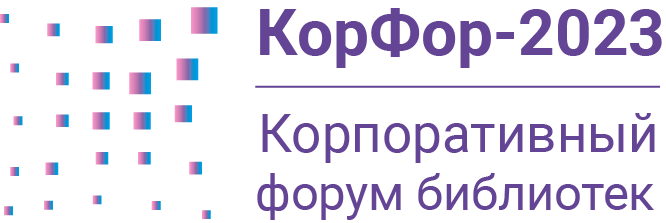 КорФор-2023
Корпоративный
форум библиотек